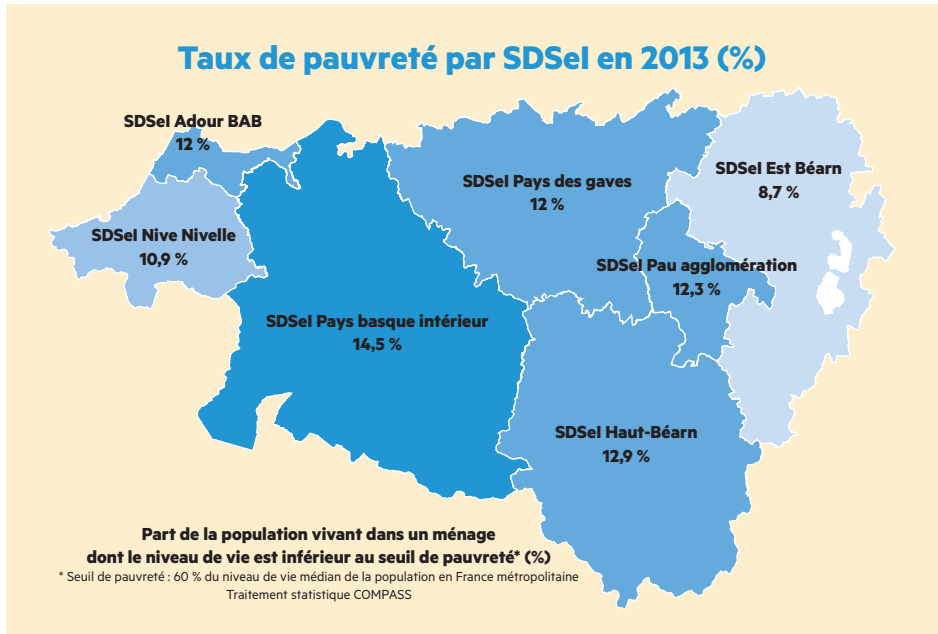 Taux de pauvreté par SDSeI en 2013 (%)
SDSeI Adour BAB
12 %
SDSeI Nive Nivelle
10,9 %
SDSeI Pays des gaves
12 %
SDSeI Est Béarn
8,7 %
SDSeI Pau agglomération
12,3 %
SDSeI Pays basque intérieur
14,5 %
SDSeI Haut-Béarn
12,9 %
Part de la population vivant dans un ménage
dont le niveau de vie est inférieur au seuil de pauvreté* (%)
* Seuil de pauvreté : 60 % du niveau de vie médian de la population en France métropolitaine
Traitement statistique COMPASS